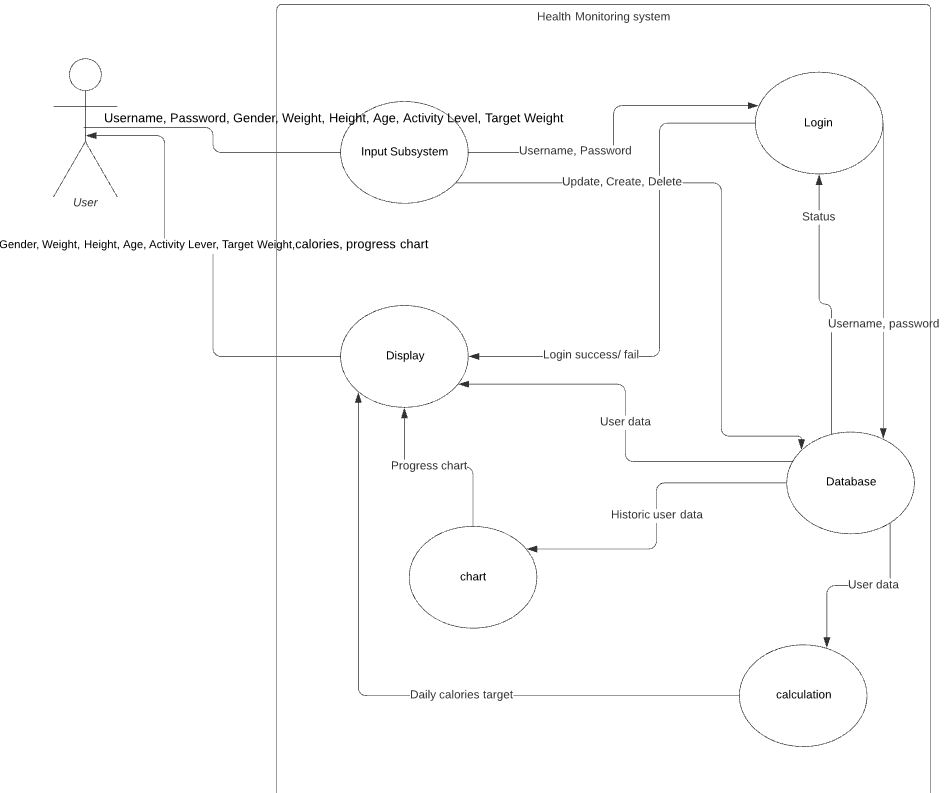 Health Monitoring system
Username, Password, Gender, Weight, Height, Age, Activity Level, Target Weight
Login
Input Subsystem
Username, Password
Update, Create, Delete
User
Status
Gender, Weight, Height, Age, Activity Lever, Target Weight,calories, progress chart
Username, password
Display
Login success/ fail
User data
Progress chart
Database
Historic user data
chart
User data
Daily calories target
calculation